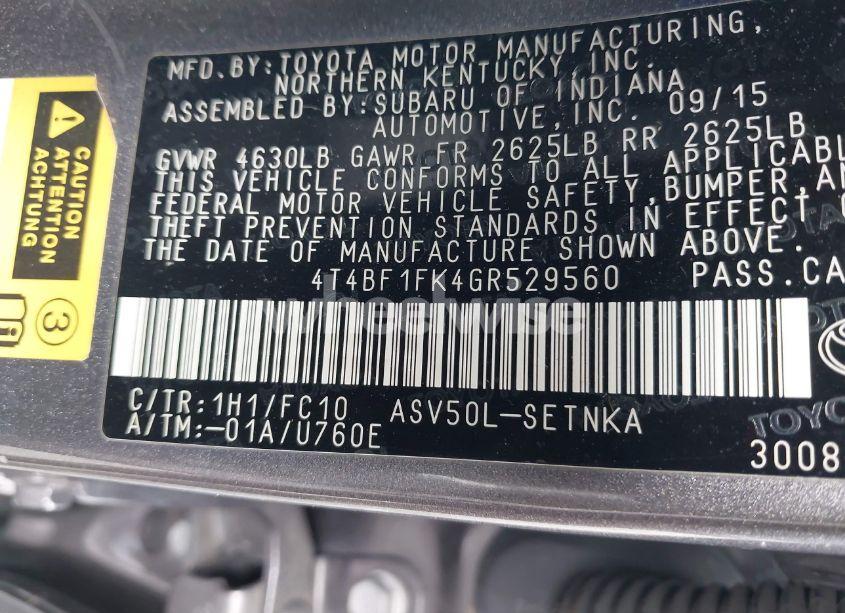 MFD.BY:TOYOTA MOTOR MANUFACTURING,
NORTHERN KENTUCKY,INC.
ASSEMBLED BY:SUBARU OF INDIANA
AUTOMOTIVE,INC. 09/15
GVWR 4630LB GAWR FR 2625LB RR 2625LB
THIS VEHICLE CONFORMS TO ALL APPLICABL
FEDERAL MOTOR VEHICLE SAFETY,BUMPER,AN
THEFT PREVENTION STANDARDS IN EFFECT
THE DATE OF MANUFACTURE SHOWN ABOVE.
4T4BF1FK4GR529560 PASS.CA
wheelwise
C/TR:1H1/FC10 ASV50L-SETNKA
A/TM:-01A/U760E
TOYO
3008
CAUTION
ATTENTION
ACHTUNG
3